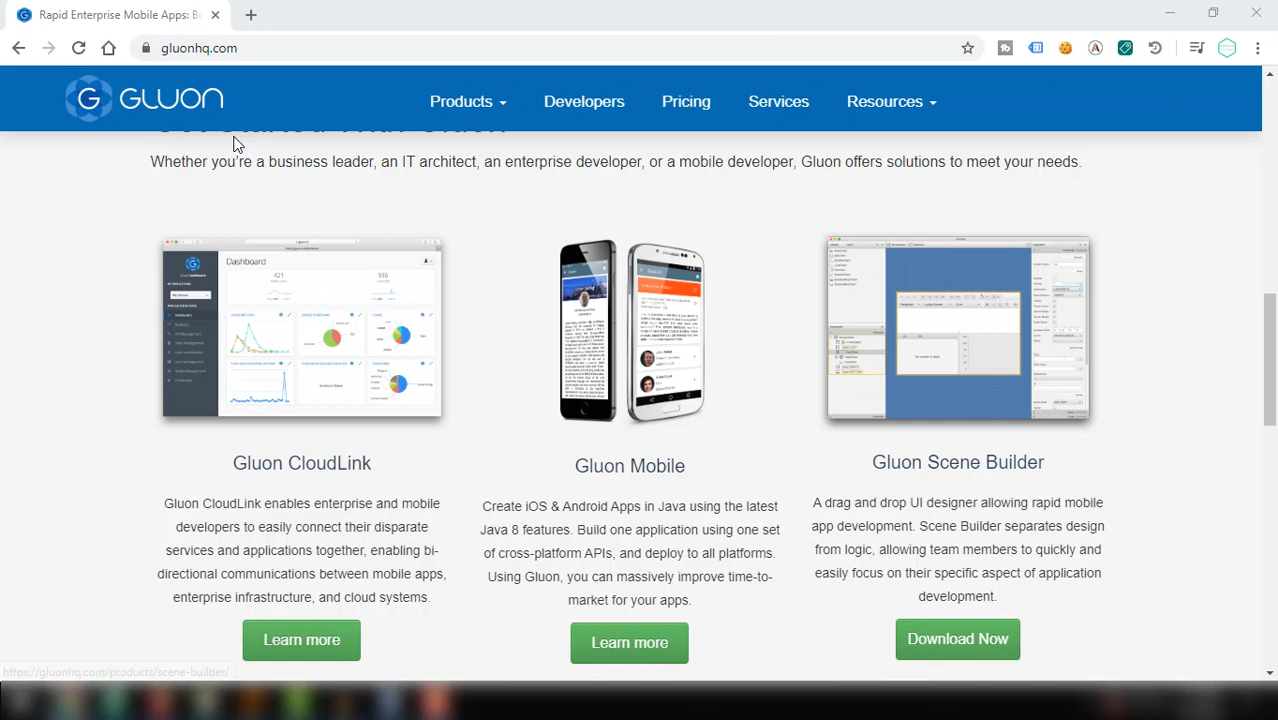 Rapid Enterprise Mobile Apps: Bu
gluonhq.com
GLUON
Products
Developers
Pricing
Services
Resources
Get Started With Gluon
Whether you're a business leader, an IT architect, an enterprise developer, or a mobile developer, Gluon offers solutions to meet your needs.
Dashboard
421
936
Gluon CloudLink
Gluon CloudLink enables enterprise and mobile
developers to easily connect their disparate
services and applications together, enabling bi-
directional communications between mobile apps,
enterprise infrastructure, and cloud systems.
Learn more
Gluon Mobile
Create iOS & Android Apps in Java using the latest
Java 8 features. Build one application using one set
of cross-platform APIs, and deploy to all platforms.
Using Gluon, you can massively improve time-to-
market for your apps.
Learn more
Gluon Scene Builder
A drag and drop UI designer allowing rapid mobile
app development. Scene Builder separates design
from logic, allowing team members to quickly and
easily focus on their specific aspect of application
development.
Download Now
https://gluonhq.com/products/scene-builder/